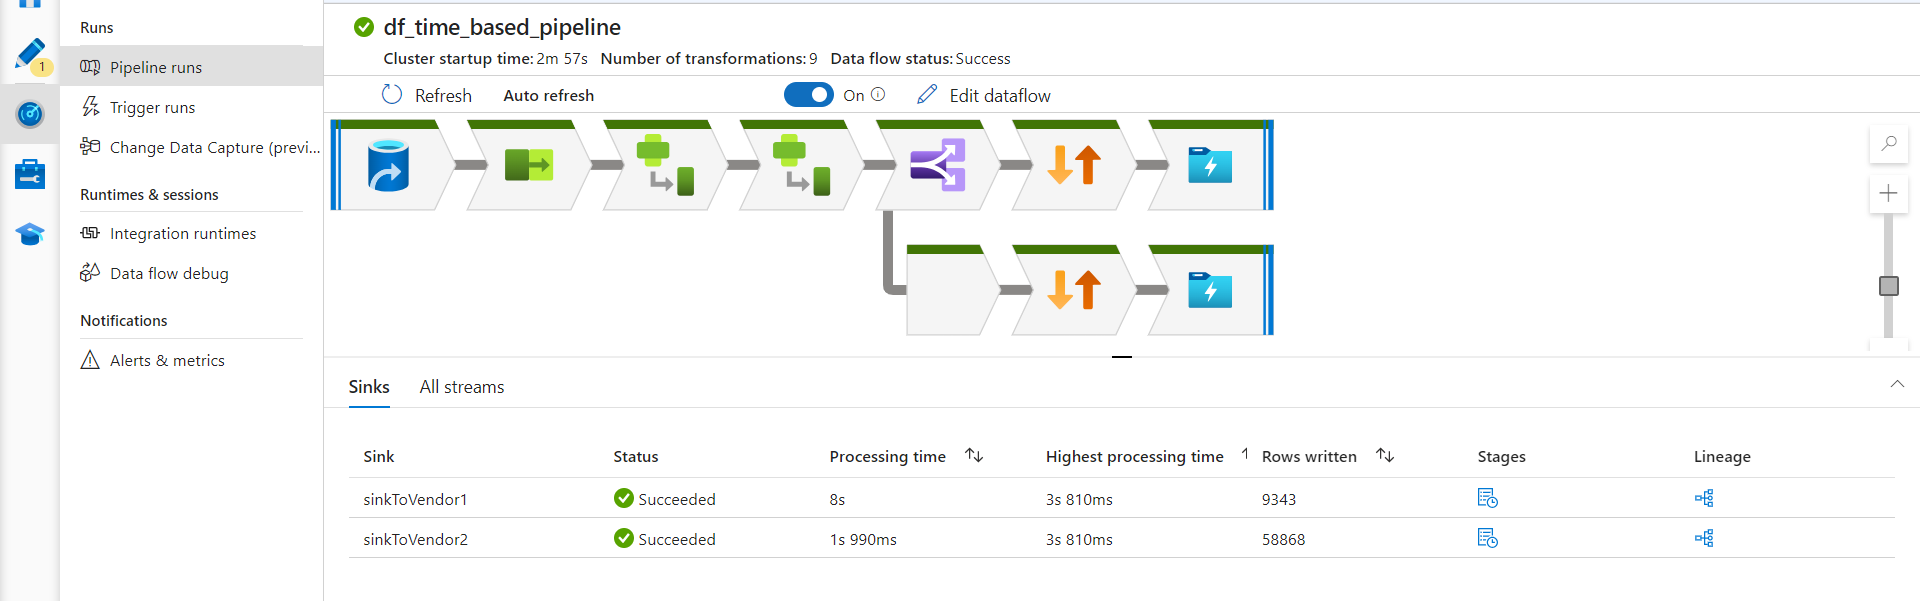 1
Runs
Pipeline runs
Trigger runs
Change Data Capture (previ...
Runtimes & sessions
Integration runtimes
Data flow debug
Notifications
Alerts & metrics
df_time_based_pipeline
Cluster startup time: 2m 57s Number of transformations: 9 Data flow status: Success
Refresh Auto refresh On Edit dataflow
Sinks All streams
Sink Status Processing time Highest processing time Rows written Stages Lineage
sinkToVendor1 Succeeded 8s 3s 810ms 9343
sinkToVendor2 Succeeded 1s 990ms 3s 810ms 58868